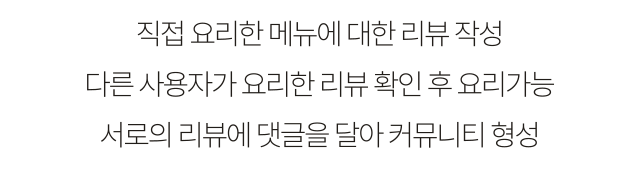 직접 요리한 메뉴에 대한 리뷰 작성
다른 사용자가 요리한 리뷰 확인 후 요리가능
서로의 리뷰에 댓글을 달아 커뮤니티 형성